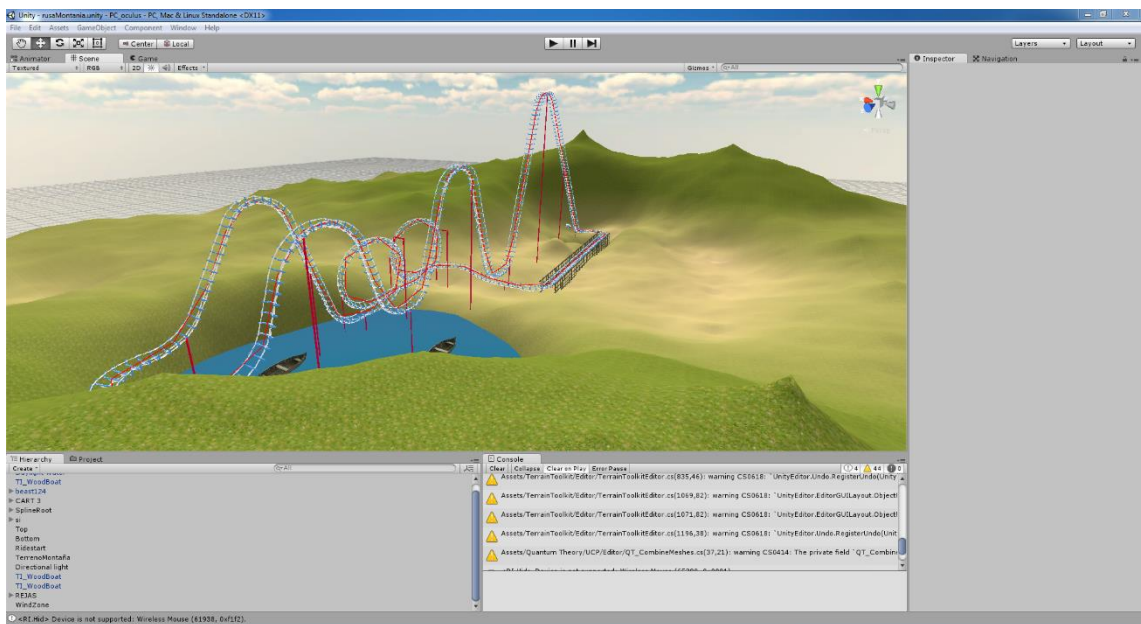 Unity - rusaMontania.unity - PC_oculus - PC, Mac & Linux Standalone <DX11>
File Edit Assets GameObject Component Window Help
Center Local Layers Layout
Animator Scene Game Inspector Navigation
Textured RGB 2D Effects Gizmos All
Hierarchy Project Console
Create All Clear Collapse Clear on Play Error Pause 4 44 0
TI_WoodBoat
beast124
CART 3
SplineRoot
si
Top
Bottom
Ridestart
TerrenoMontaña
Directional light
TI_WoodBoat
TI_WoodBoat
REJAS
WindZone
Assets/TerrainToolkit/Editor/TerrainToolkitEditor.cs(835,46): warning CS0618: `UnityEditor.Undo.RegisterUndo(Unity
Assets/TerrainToolkit/Editor/TerrainToolkitEditor.cs(1069,82): warning CS0618: `UnityEditor.EditorGUILayout.Object
Assets/TerrainToolkit/Editor/TerrainToolkitEditor.cs(1071,82): warning CS0618: `UnityEditor.EditorGUILayout.Object
Assets/TerrainToolkit/Editor/TerrainToolkitEditor.cs(1196,38): warning CS0618: `UnityEditor.Undo.RegisterUndo(Unit
Assets/Quantum Theory/UCP/Editor/QT_CombineMeshes.cs(37,21): warning CS0414: The private field `QT_Combin
<RI.Hid> Device is not supported: Wireless Mouse (61938, 0xf1f2).